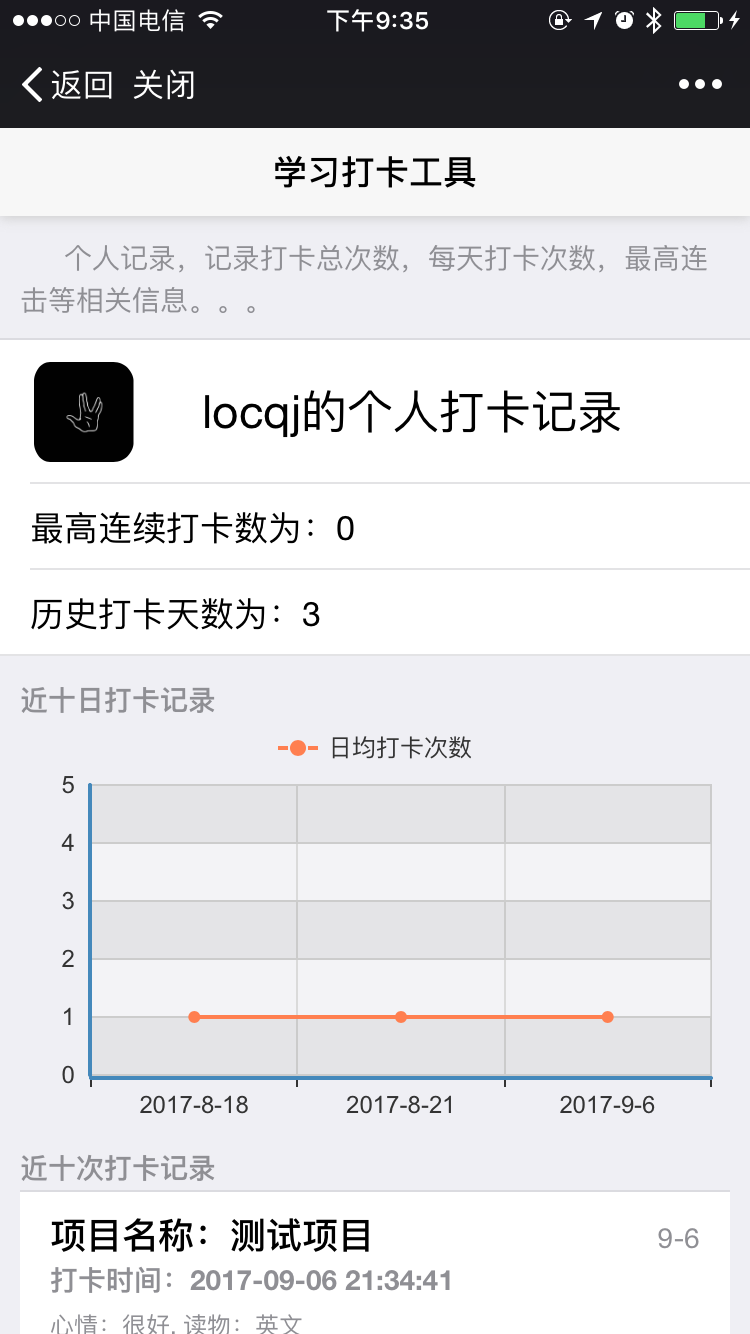 中国电信 下午9:35
返回 关闭
学习打卡工具
个人记录，记录打卡总次数，每天打卡次数，最高连
击等相关信息。。。
locqj的个人打卡记录
最高连续打卡数为：0
历史打卡天数为：3
近十日打卡记录
日均打卡次数
5
4
3
2
1
0
2017-8-18 2017-8-21 2017-9-6
近十次打卡记录
项目名称：测试项目 9-6
打卡时间：2017-09-06 21:34:41
心情：很好, 读物：英文